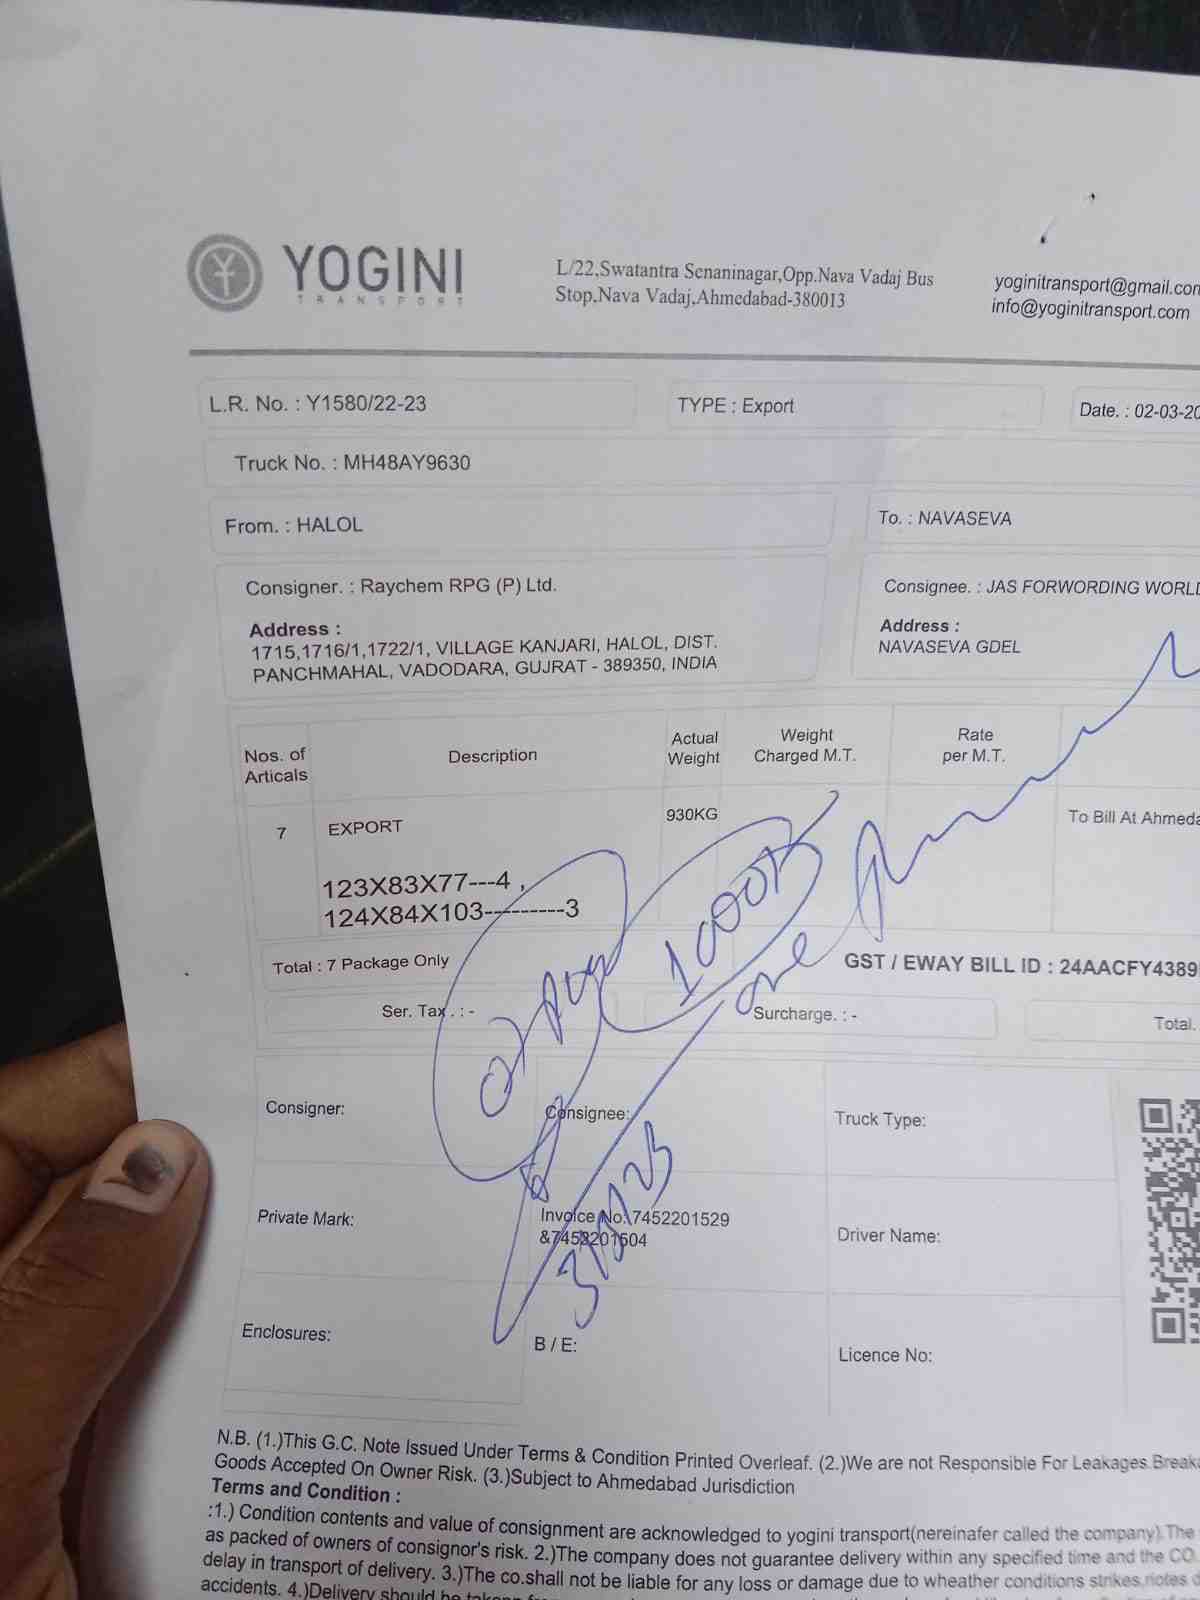 YOGINI
TRANSPORT
L/22,Swatantra Senaninagar,Opp.Nava Vadaj Bus
Stop,Nava Vadaj,Ahmedabad-380013
yoginitransport@gmail.com
info@yoginitransport.com
L.R. No. : Y1580/22-23
TYPE : Export
Date. : 02-03-20
Truck No. : MH48AY9630
From. : HALOL
To. : NAVASEVA
Consigner. : Raychem RPG (P) Ltd.
Address :
1715,1716/1,1722/1, VILLAGE KANJARI, HALOL, DIST.
PANCHMAHAL, VADODARA, GUJRAT - 389350, INDIA
Consignee. : JAS FORWORDING WORLD
Address :
NAVASEVA GDEL
Nos. of
Articals
Description
Actual
Weight
Weight
Charged M.T.
Rate
per M.T.
7
EXPORT
930KG
To Bill At Ahmeda
123X83X77---4 ,
124X84X103---------3
Total : 7 Package Only
GST / EWAY BILL ID : 24AACFY4389
Ser. Tax . : -
Surcharge. : -
Total.
Consigner:
Consignee:
Truck Type:
Private Mark:
Invoice No:7452201529
&7452201504
Driver Name:
Enclosures:
B / E:
Licence No:
N.B. (1.)This G.C. Note Issued Under Terms & Condition Printed Overleaf. (2.)We are not Responsible For Leakages Breaka
Goods Accepted On Owner Risk. (3.)Subject to Ahmedabad Jurisdiction
Terms and Condition :
:1.) Condition contents and value of consignment are acknowledged to yogini transport(nereinafer called the company).The
as packed of owners of consignor's risk. 2.)The company does not guarantee delivery within any specified time and the CO.
delay in transport of delivery. 3.)The co.shall not be liable for any loss or damage due to wheather conditions strikes,riotes
accidents. 4.)Delivery should be taken